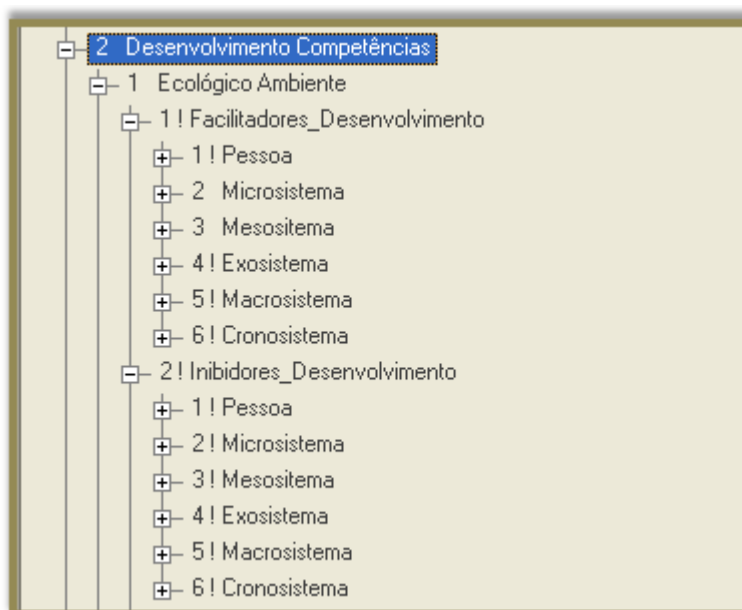 2 Desenvolvimento Competências
1 Ecológico Ambiente
1 ! Facilitadores_Desenvolvimento
1 ! Pessoa
2 Microsistema
3 Mesositema
4 ! Exosistema
5 ! Macrosistema
6 ! Cronosistema
2 ! Inibidores_Desenvolvimento
1 ! Pessoa
2 ! Microsistema
3 ! Mesositema
4 ! Exosistema
5 ! Macrosistema
6 ! Cronosistema